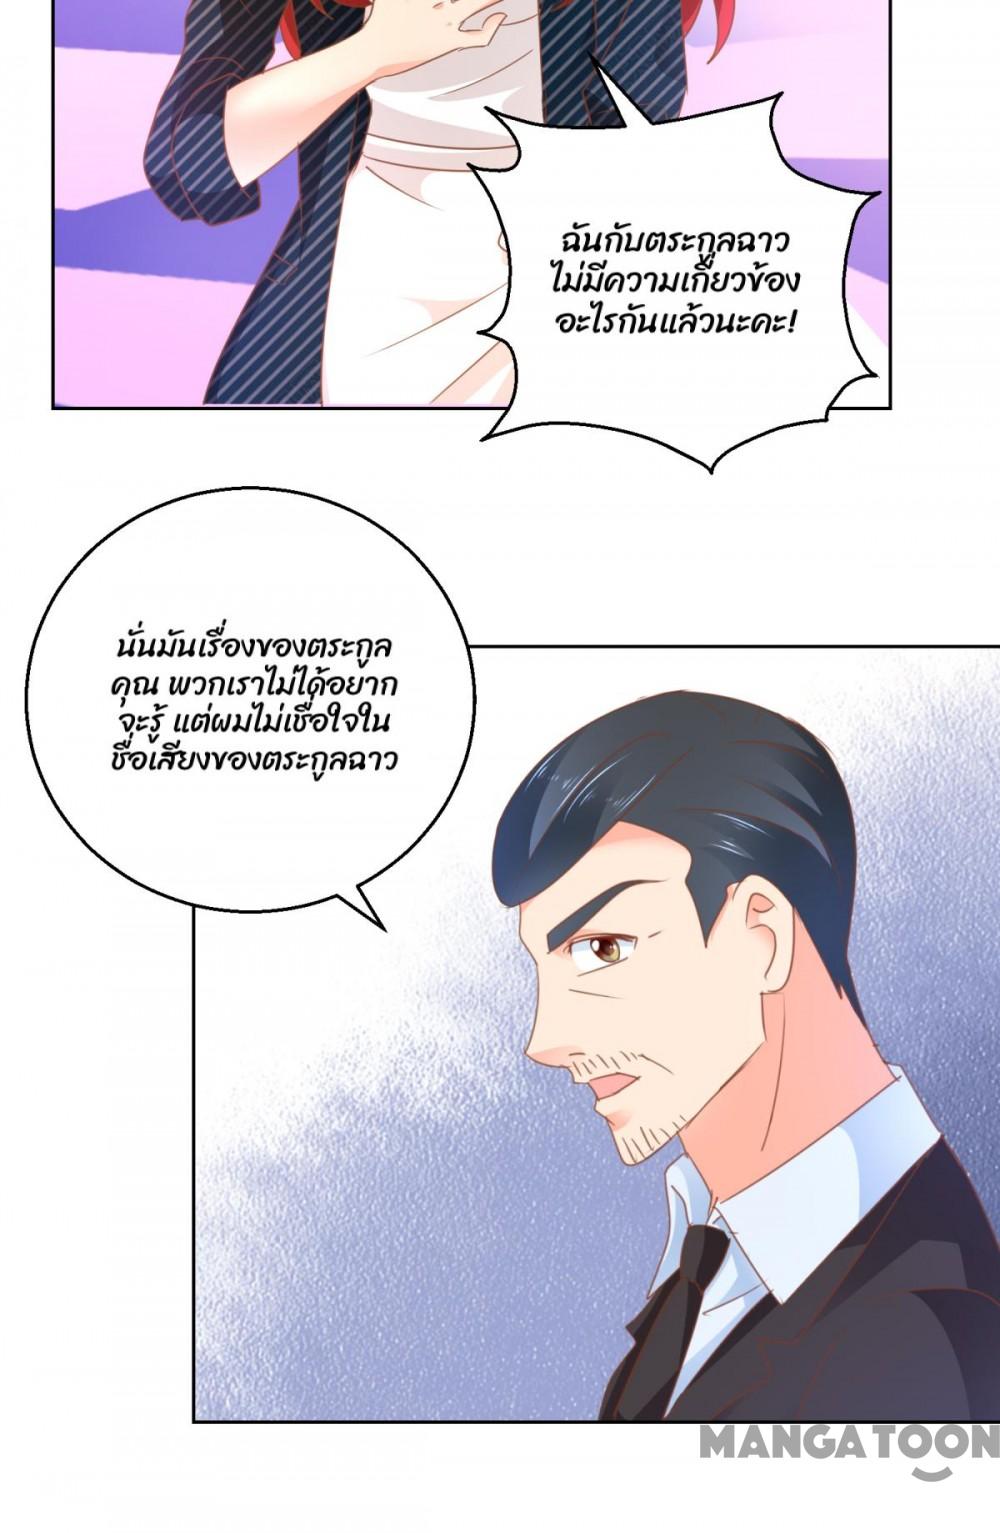 ฉันกับตระกูลฉาว
ไม่มีความเกี่ยวข้อง
อะไรกันแล้วนะคะ!
นั่นมันเรื่องของตระกูล
คุณ พวกเราไม่ได้อยาก
จะรู้ แต่ผมไม่เชื่อใจใน
ชื่อเสียงของตระกูลฉาว
MANGATOON